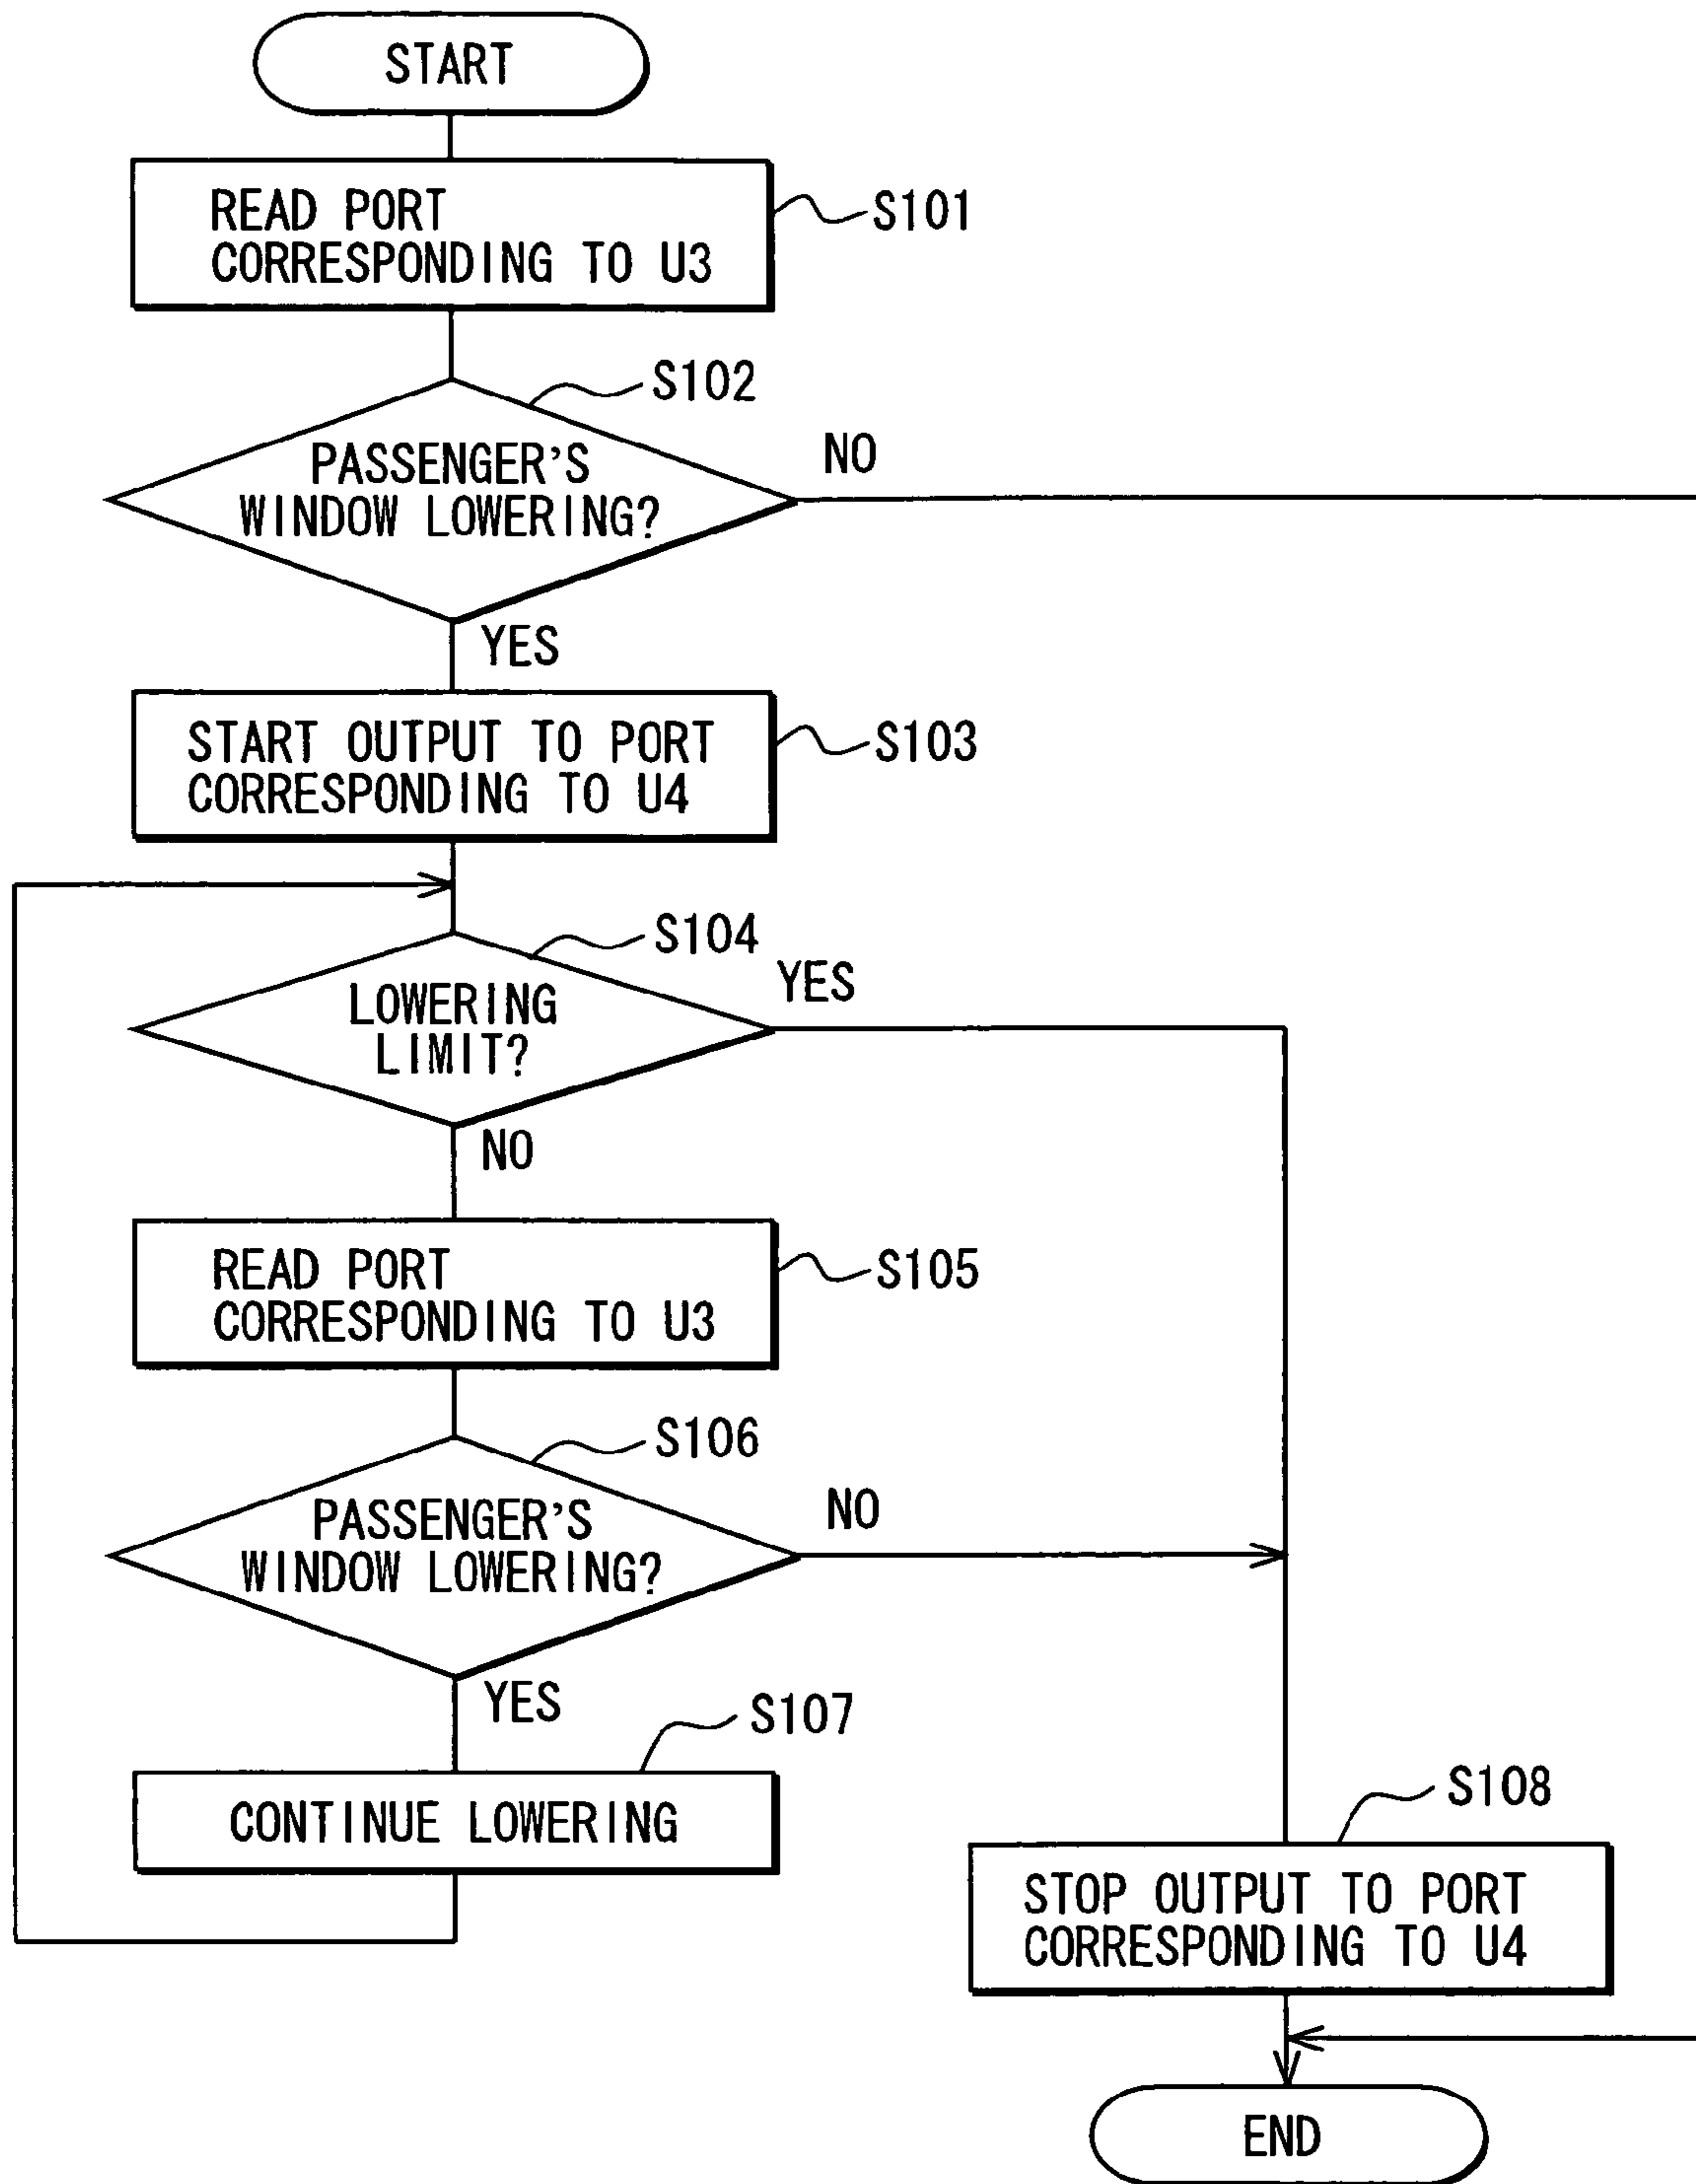 START
READ PORT
CORRESPONDING TO U3
S101
S102
PASSENGER'S
WINDOW LOWERING?
NO
YES
START OUTPUT TO PORT
CORRESPONDING TO U4
S103
S104
LOWERING
LIMIT?
YES
NO
READ PORT
CORRESPONDING TO U3
S105
S106
PASSENGER'S
WINDOW LOWERING?
NO
YES
S107
CONTINUE LOWERING
S108
STOP OUTPUT TO PORT
CORRESPONDING TO U4
END